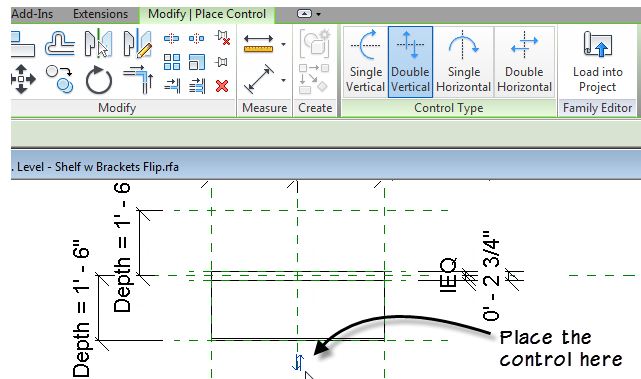 Add-Ins Extensions Modify | Place Control
Single Vertical
Double Vertical
Single Horizontal
Double Horizontal
Load into Project
Modify Measure Create Control Type Family Editor
. Level - Shelf w Brackets Flip.rfa
Depth = 1' - 6"
Depth = 1' - 6
IEQ
0' - 2 3/4"
Place the
control here